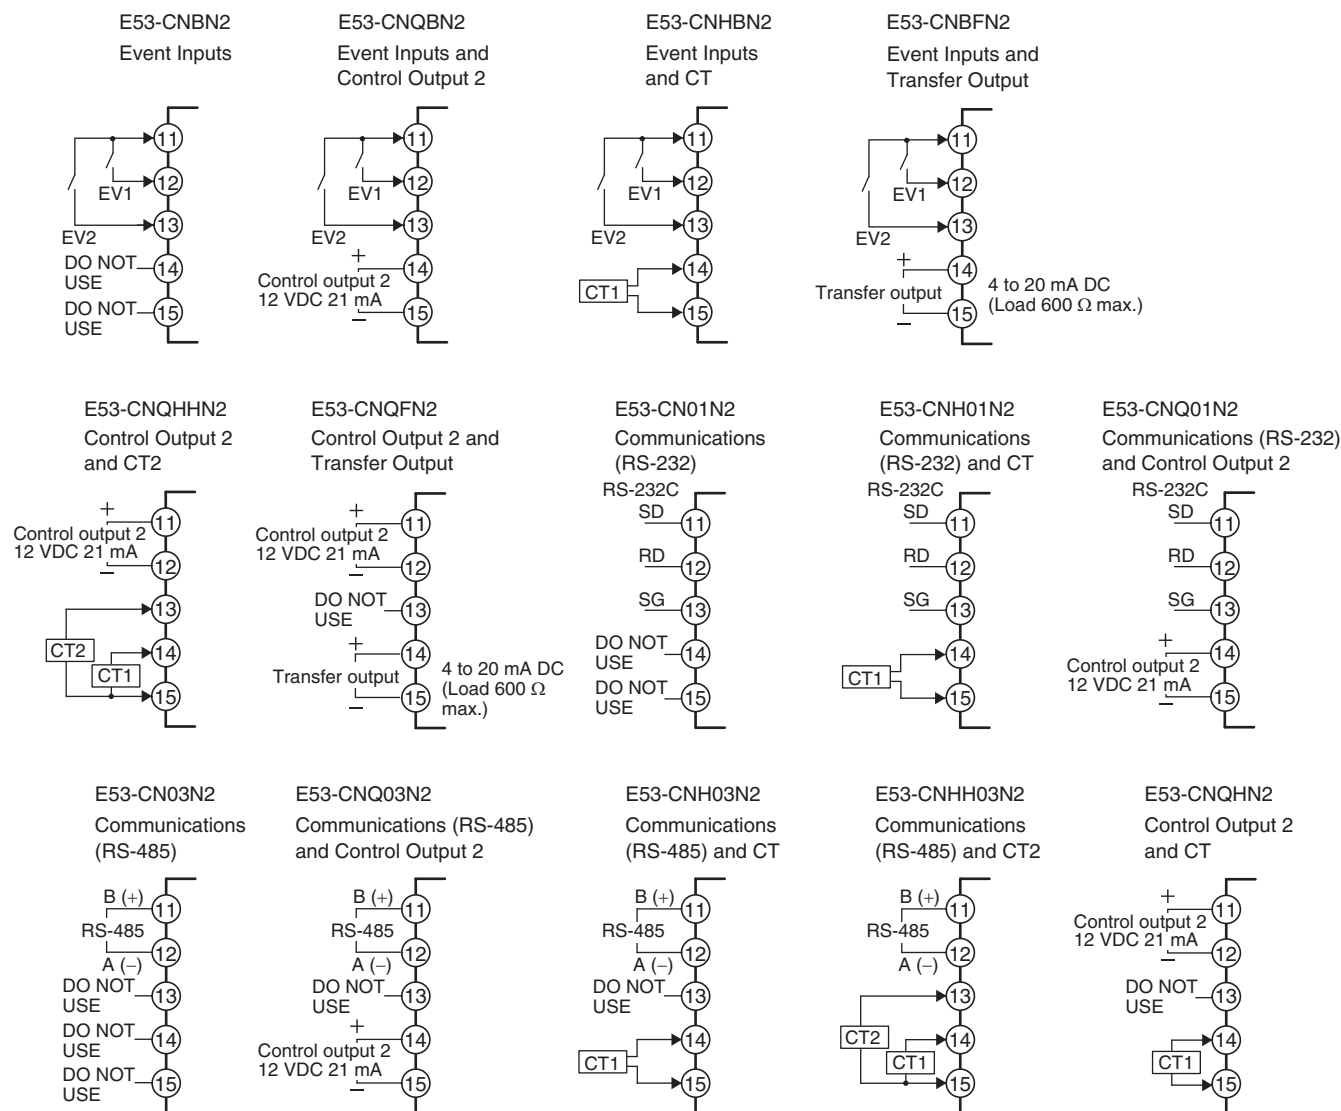 E53-CNBN2
Event Inputs
11
12
EV1
13
EV2
DO NOT
USE
14
DO NOT
USE
15
E53-CNQBN2
Event Inputs and
Control Output 2
11
12
EV1
13
EV2
+
14
Control output 2
12 VDC 21 mA
−
15
E53-CNHBN2
Event Inputs
and CT
11
12
EV1
13
EV2
14
CT1
15
E53-CNBFN2
Event Inputs and
Transfer Output
11
12
EV1
13
EV2
+
14
Transfer output
4 to 20 mA DC
(Load 600 Ω max.)
−
15
E53-CNQHHN2
Control Output 2
and CT2
+
11
Control output 2
12 VDC 21 mA
−
12
13
CT2
14
CT1
15
E53-CNQFN2
Control Output 2 and
Transfer Output
+
11
Control output 2
12 VDC 21 mA
−
12
DO NOT
USE
13
+
14
Transfer output
4 to 20 mA DC
(Load 600 Ω
max.)
−
15
E53-CN01N2
Communications
(RS-232)
RS-232C
SD
11
RD
12
SG
13
DO NOT
USE
14
DO NOT
USE
15
E53-CNH01N2
Communications
(RS-232) and CT
RS-232C
SD
11
RD
12
SG
13
14
CT1
15
E53-CNQ01N2
Communications (RS-232)
and Control Output 2
RS-232C
SD
11
RD
12
SG
13
+
14
Control output 2
12 VDC 21 mA
−
15
E53-CN03N2
Communications
(RS-485)
B (+)
11
RS-485
12
A (−)
DO NOT
USE
13
DO NOT
USE
14
DO NOT
USE
15
E53-CNQ03N2
Communications (RS-485)
and Control Output 2
B (+)
11
RS-485
12
A (−)
DO NOT
USE
13
+
14
Control output 2
12 VDC 21 mA
−
15
E53-CNH03N2
Communications
(RS-485) and CT
B (+)
11
RS-485
12
A (−)
DO NOT
USE
13
14
CT1
15
E53-CNHH03N2
Communications
(RS-485) and CT2
B (+)
11
RS-485
12
A (−)
13
CT2
14
CT1
15
E53-CNQHN2
Control Output 2
and CT
+
11
Control output 2
12 VDC 21 mA
−
12
DO NOT
USE
13
14
CT1
15